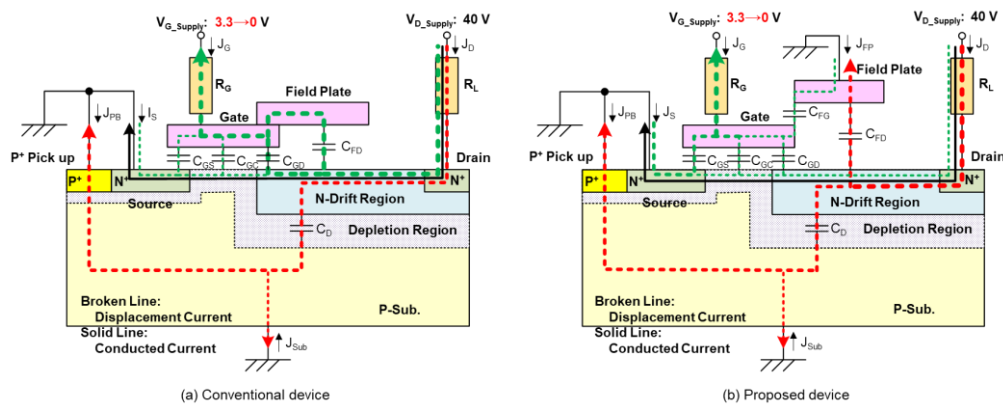 V_G_Supply: 3.3→0 V
V_D_Supply: 40 V
J_G
J_D
R_G
Field Plate
R_L
J_PB
I_S
Gate
P⁺ Pick up
C_GS
C_GC
C_GD
C_FD
Drain
P⁺
N⁺
N⁺
Source
N-Drift Region
C_D
Depletion Region
Broken Line:
Displacement Current
P-Sub.
Solid Line:
Conducted Current
J_Sub
(a) Conventional device
V_G_Supply: 3.3→0 V
V_D_Supply: 40 V
J_G
J_FP
J_D
Field Plate
R_G
R_L
J_PB
J_S
Gate
C_FG
C_FD
P⁺ Pick up
C_GS
C_GC
C_GD
Drain
P⁺
N⁺
N⁺
Source
N-Drift Region
C_D
Depletion Region
Broken Line:
Displacement Current
P-Sub.
Solid Line:
Conducted Current
J_Sub
(b) Proposed device